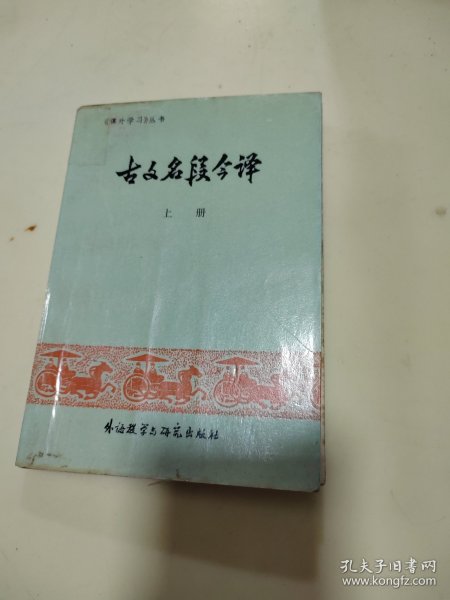 《课外学习》丛书
古文名段今译
上 册
外语教学与研究出版社
孔夫子旧书网
www.kongfz.com